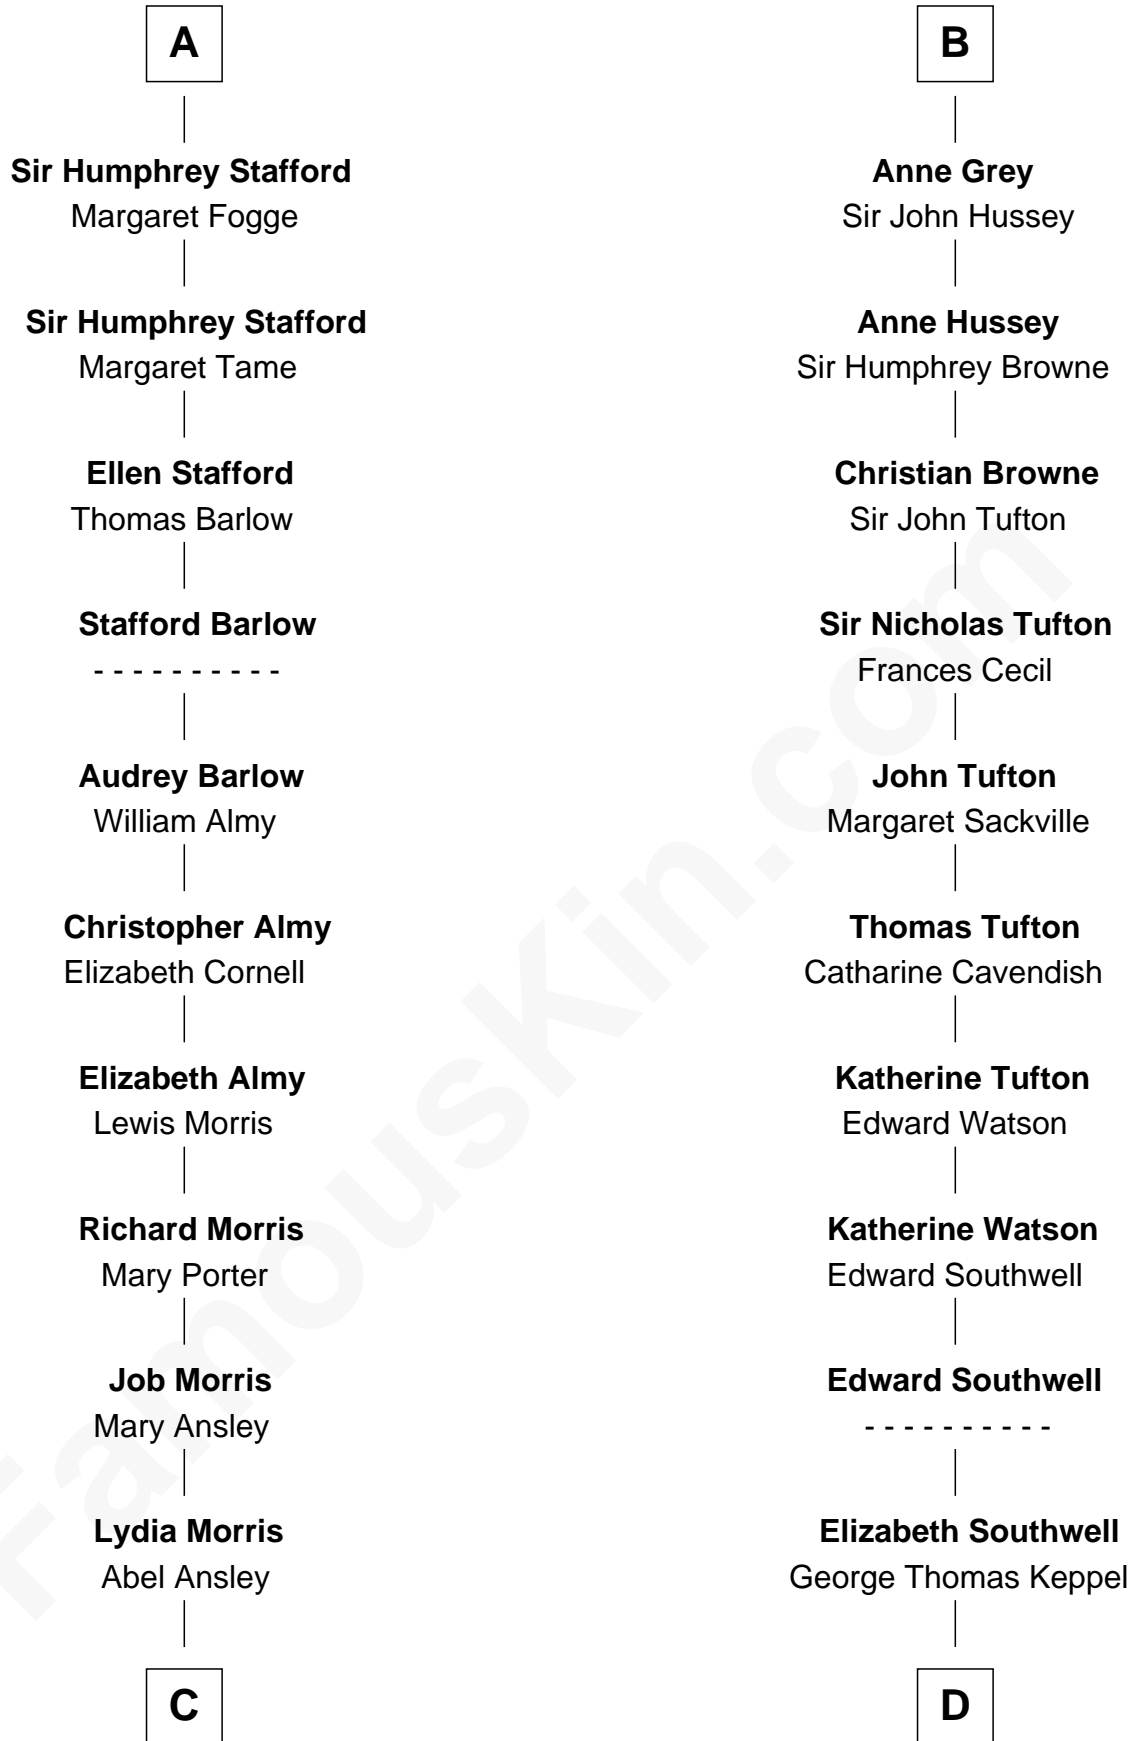 A
Sir Humphrey Stafford
Margaret Fogge
Sir Humphrey Stafford
Margaret Tame
Ellen Stafford
Thomas Barlow
Stafford Barlow
- - - - - - - - - -
Audrey Barlow
William Almy
Christopher Almy
Elizabeth Cornell
Elizabeth Almy
Lewis Morris
Richard Morris
Mary Porter
Job Morris
Mary Ansley
Lydia Morris
Abel Ansley
C
B
Anne Grey
Sir John Hussey
Anne Hussey
Sir Humphrey Browne
Christian Browne
Sir John Tufton
Sir Nicholas Tufton
Frances Cecil
John Tufton
Margaret Sackville
Thomas Tufton
Catharine Cavendish
Katherine Tufton
Edward Watson
Katherine Watson
Edward Southwell
Edward Southwell
- - - - - - - - - -
Elizabeth Southwell
George Thomas Keppel
D
FamousKin.com